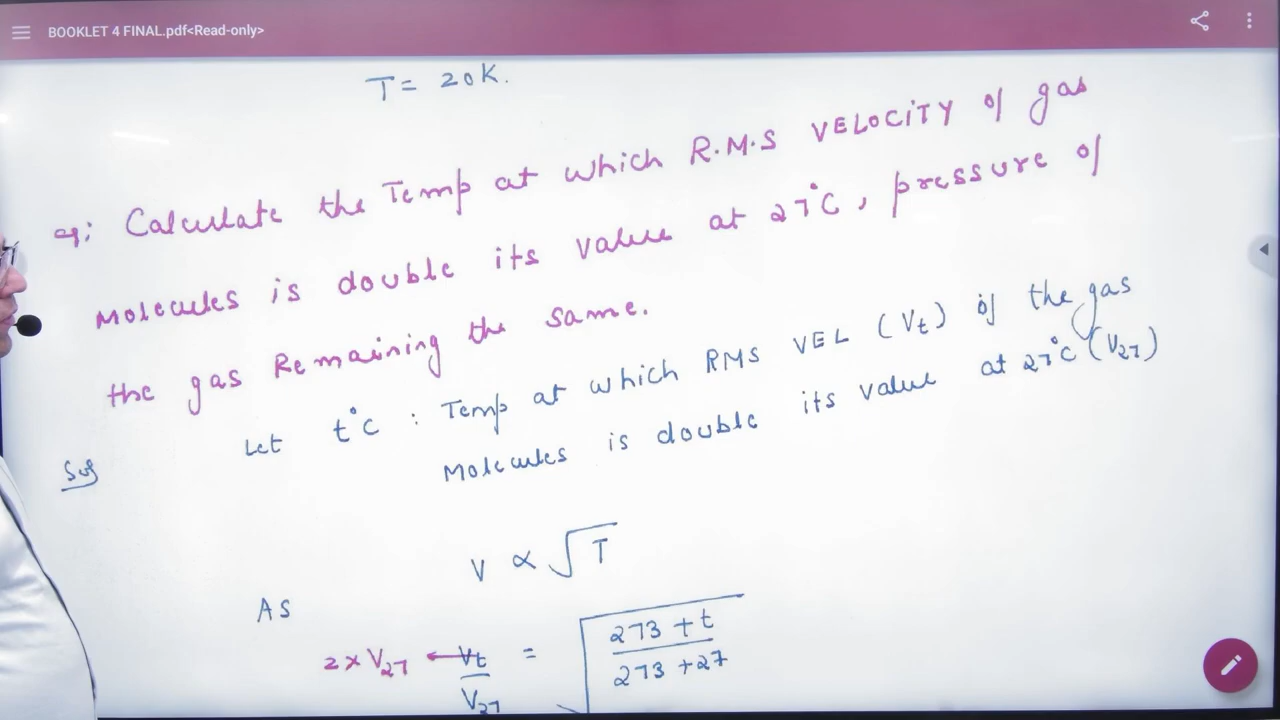 BOOKLET 4 FINAL.pdf<Read-only>
T = 20K.
eg: Calculate the Temp at which R.M.S VELOCITY of gas
Molecules is double its value at 27°C, pressure of
the gas Remaining the same.
Sol Let t°C : Temp at which RMS VEL (Vt) of the gas
Molecules is double its value at 27°C (V27)
V ∝ √T
AS
2 x V27 ← Vt/V27 = √(273 + t / 273 + 27)